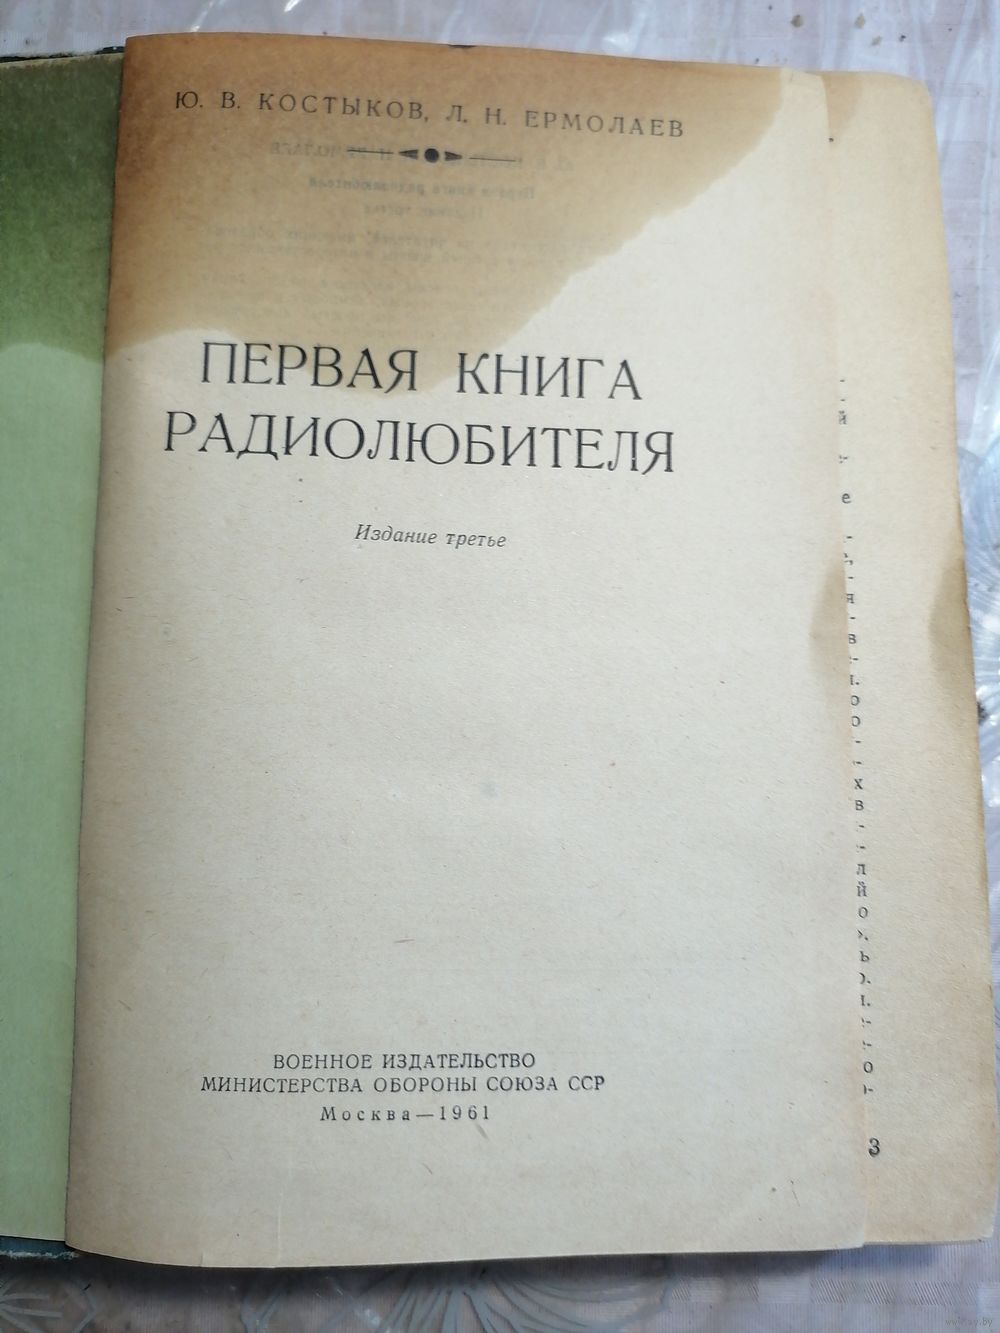 Ю. В. КОСТЫКОВ, Л. Н. ЕРМОЛАЕВ
ПЕРВАЯ КНИГА
РАДИОЛЮБИТЕЛЯ
Издание третье
ВОЕННОЕ ИЗДАТЕЛЬСТВО
МИНИСТЕРСТВА ОБОРОНЫ СОЮЗА ССР
Москва—1961
3